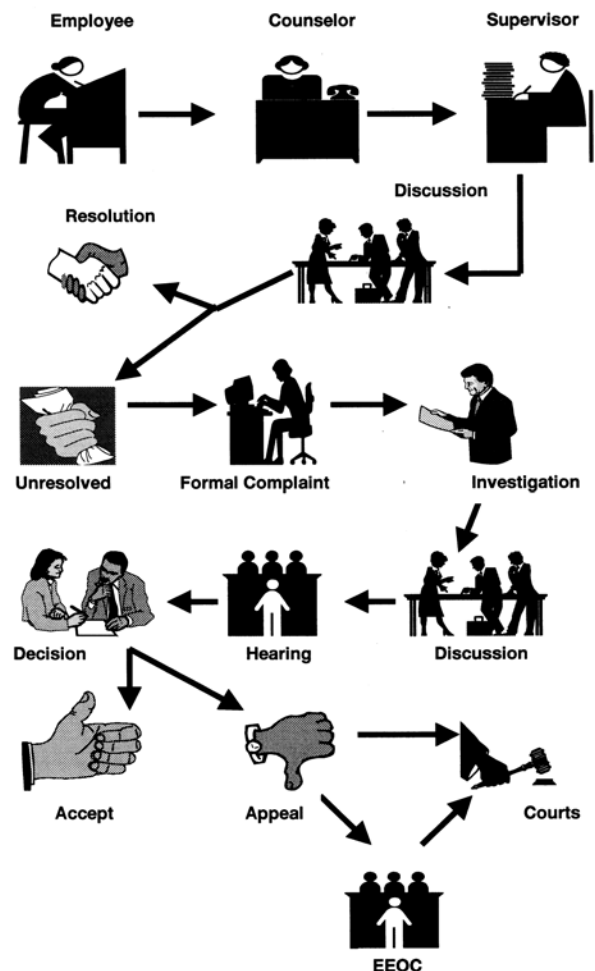 Employee
Counselor
Supervisor
Discussion
Resolution
Unresolved
Formal Complaint
Investigation
Decision
Hearing
Discussion
Accept
Appeal
Courts
EEOC